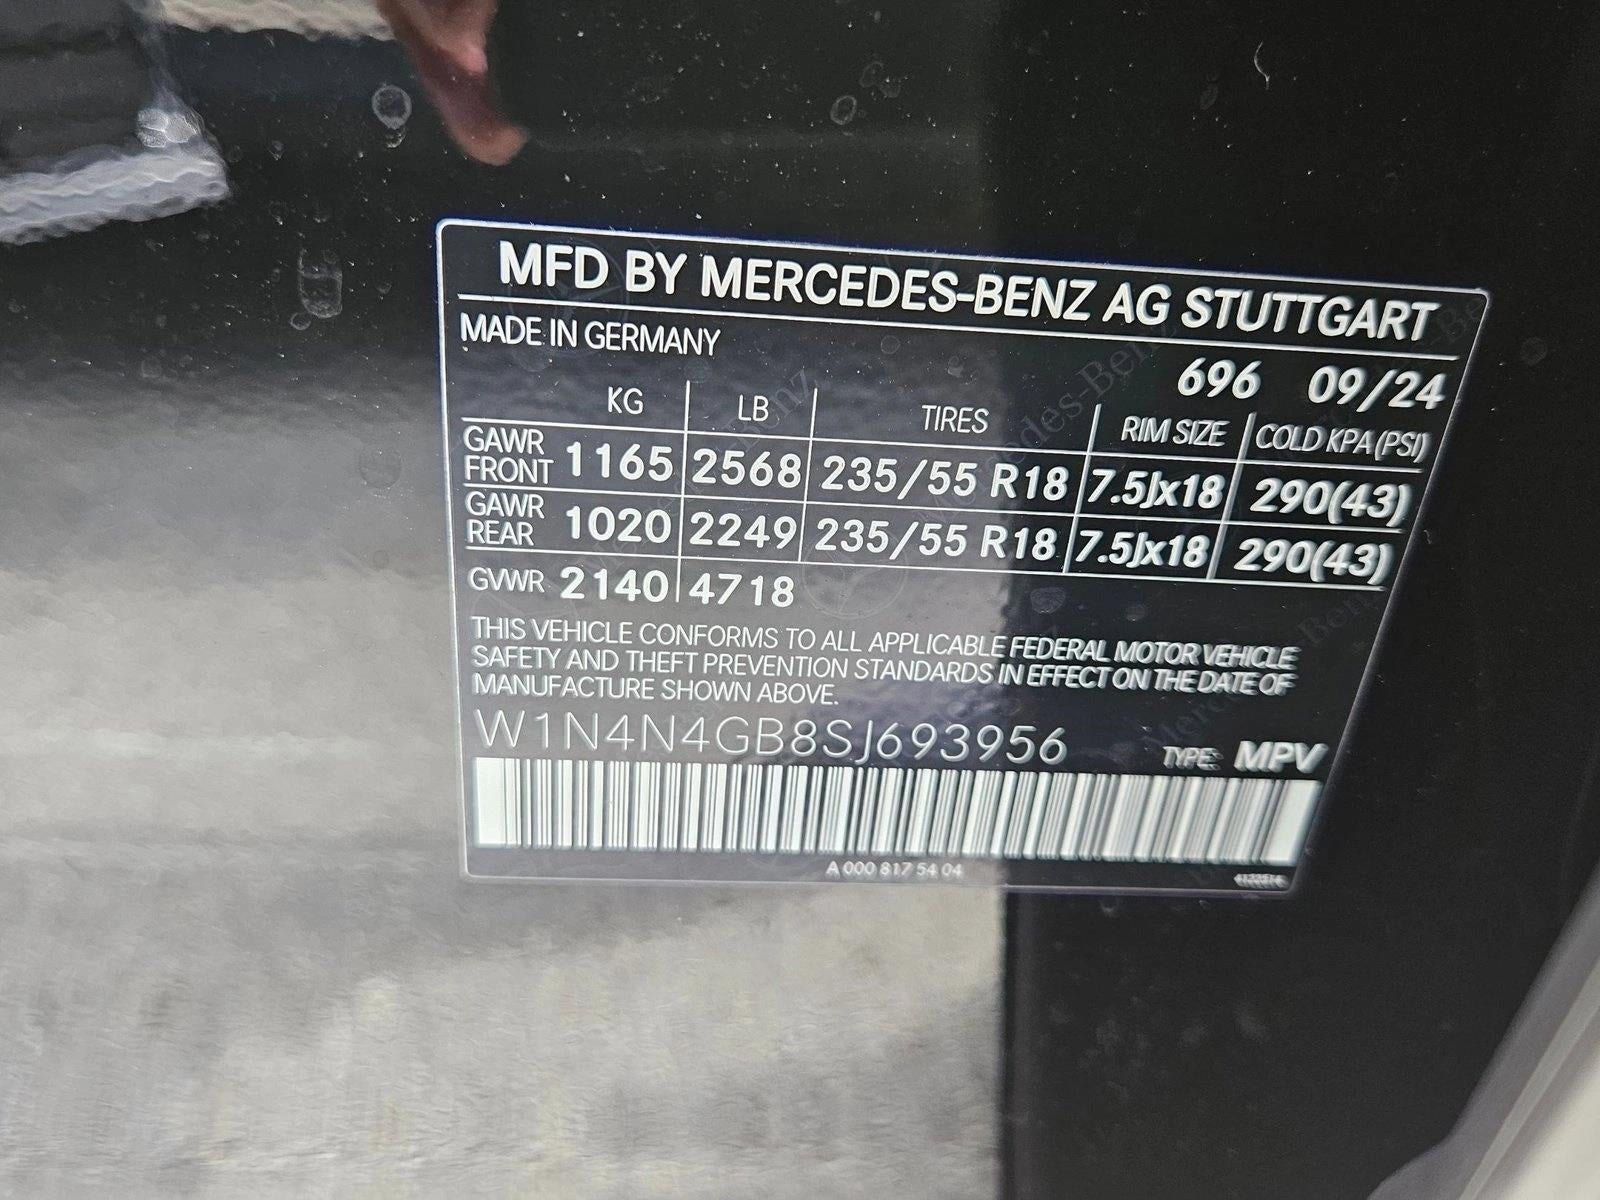 MFD BY MERCEDES-BENZ AG STUTTGART
MADE IN GERMANY
696 09/24
KG LB TIRES RIM SIZE COLD KPA (PSI)
GAWR FRONT 1165 2568 235/55 R18 7.5Jx18 290(43)
GAWR REAR 1020 2249 235/55 R18 7.5Jx18 290(43)
GVWR 2140 4718
THIS VEHICLE CONFORMS TO ALL APPLICABLE FEDERAL MOTOR VEHICLE
SAFETY AND THEFT PREVENTION STANDARDS IN EFFECT ON THE DATE OF
MANUFACTURE SHOWN ABOVE.
W1N4N4GB8SJ693956 TYPE: MPV
A 000 817 54 04